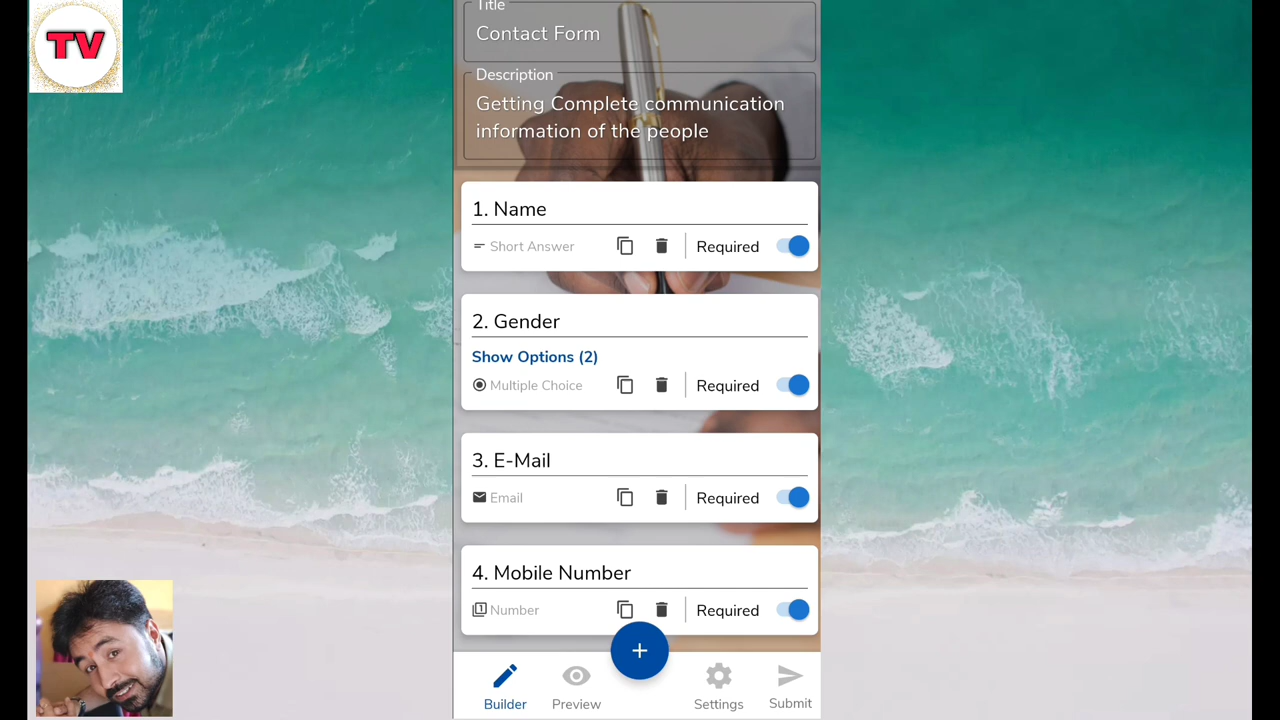 TV
Title
Contact Form
Description
Getting Complete communication
information of the people
1. Name
Short Answer
Required
2. Gender
Show Options (2)
Multiple Choice
Required
3. E-Mail
Email
Required
4. Mobile Number
1 Number
Required
+
Builder
Preview
Settings
Submit